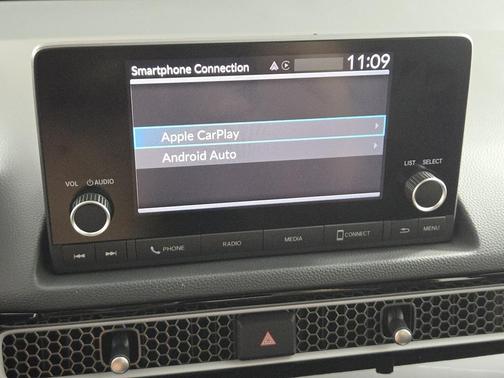 Smartphone Connection 11:09
Apple CarPlay
Android Auto
VOL AUDIO
LIST SELECT
PHONE RADIO MEDIA CONNECT MENU